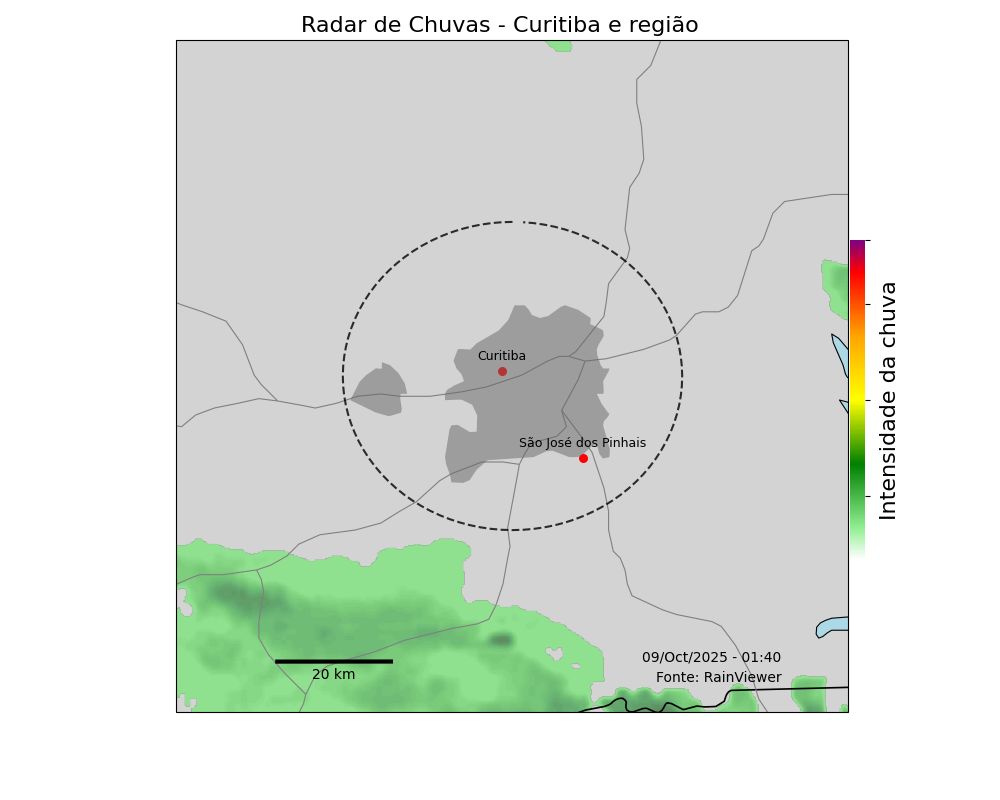 Radar de Chuvas - Curitiba e região
Curitiba
São José dos Pinhais
Intensidade da chuva
09/Oct/2025 - 01:40
Fonte: RainViewer
20 km